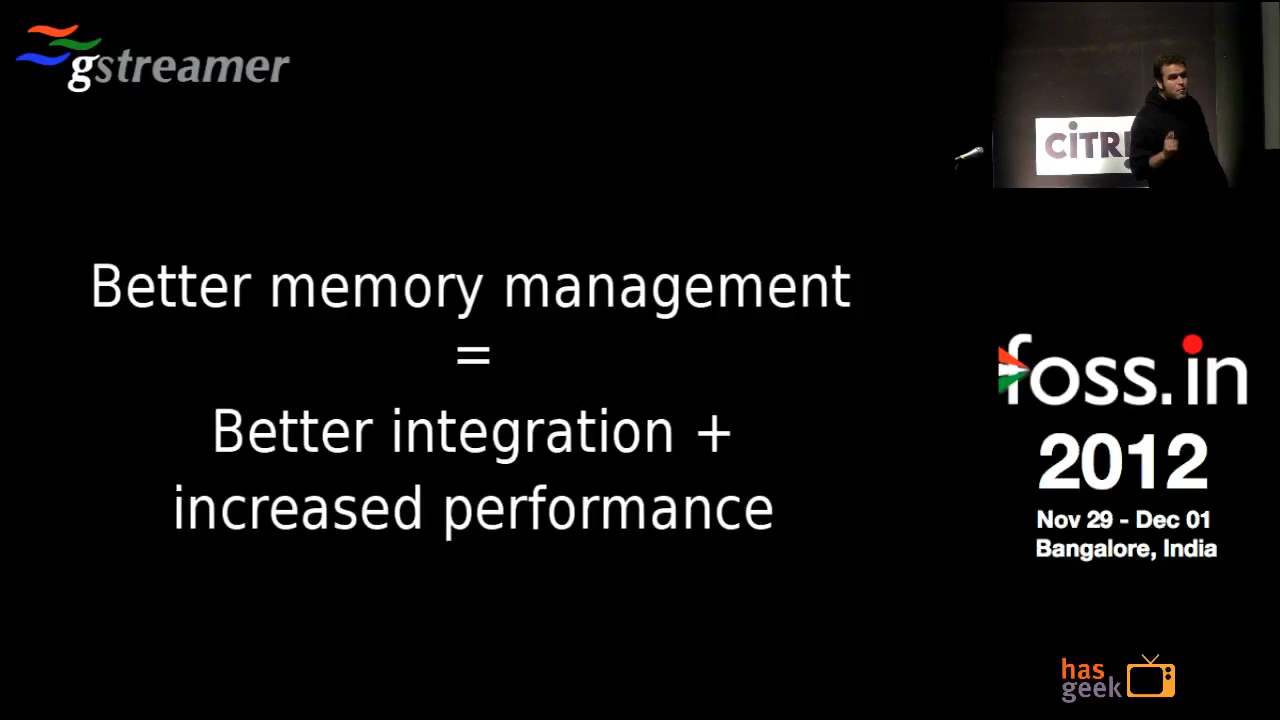 gstreamer
CiTRi
Better memory management
=
Better integration +
increased performance
foss.in
2012
Nov 29 - Dec 01
Bangalore, India
has
geek